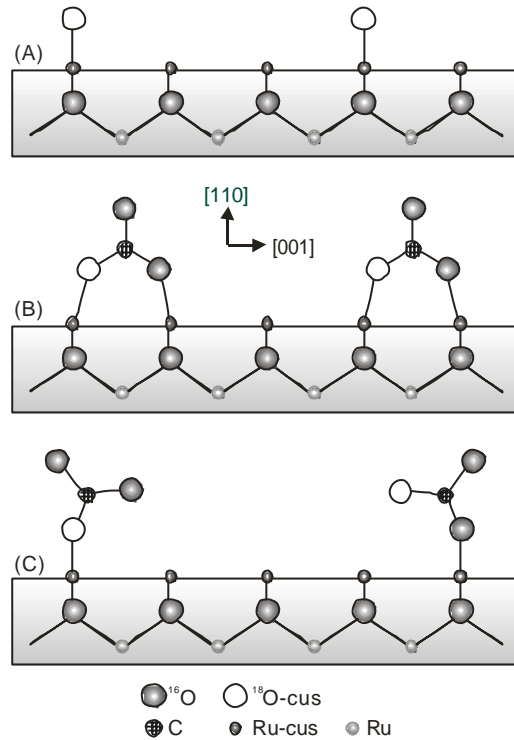 (A)
[110]
[001]
(B)
(C)
¹⁶O ¹⁸O-cus
C Ru-cus Ru